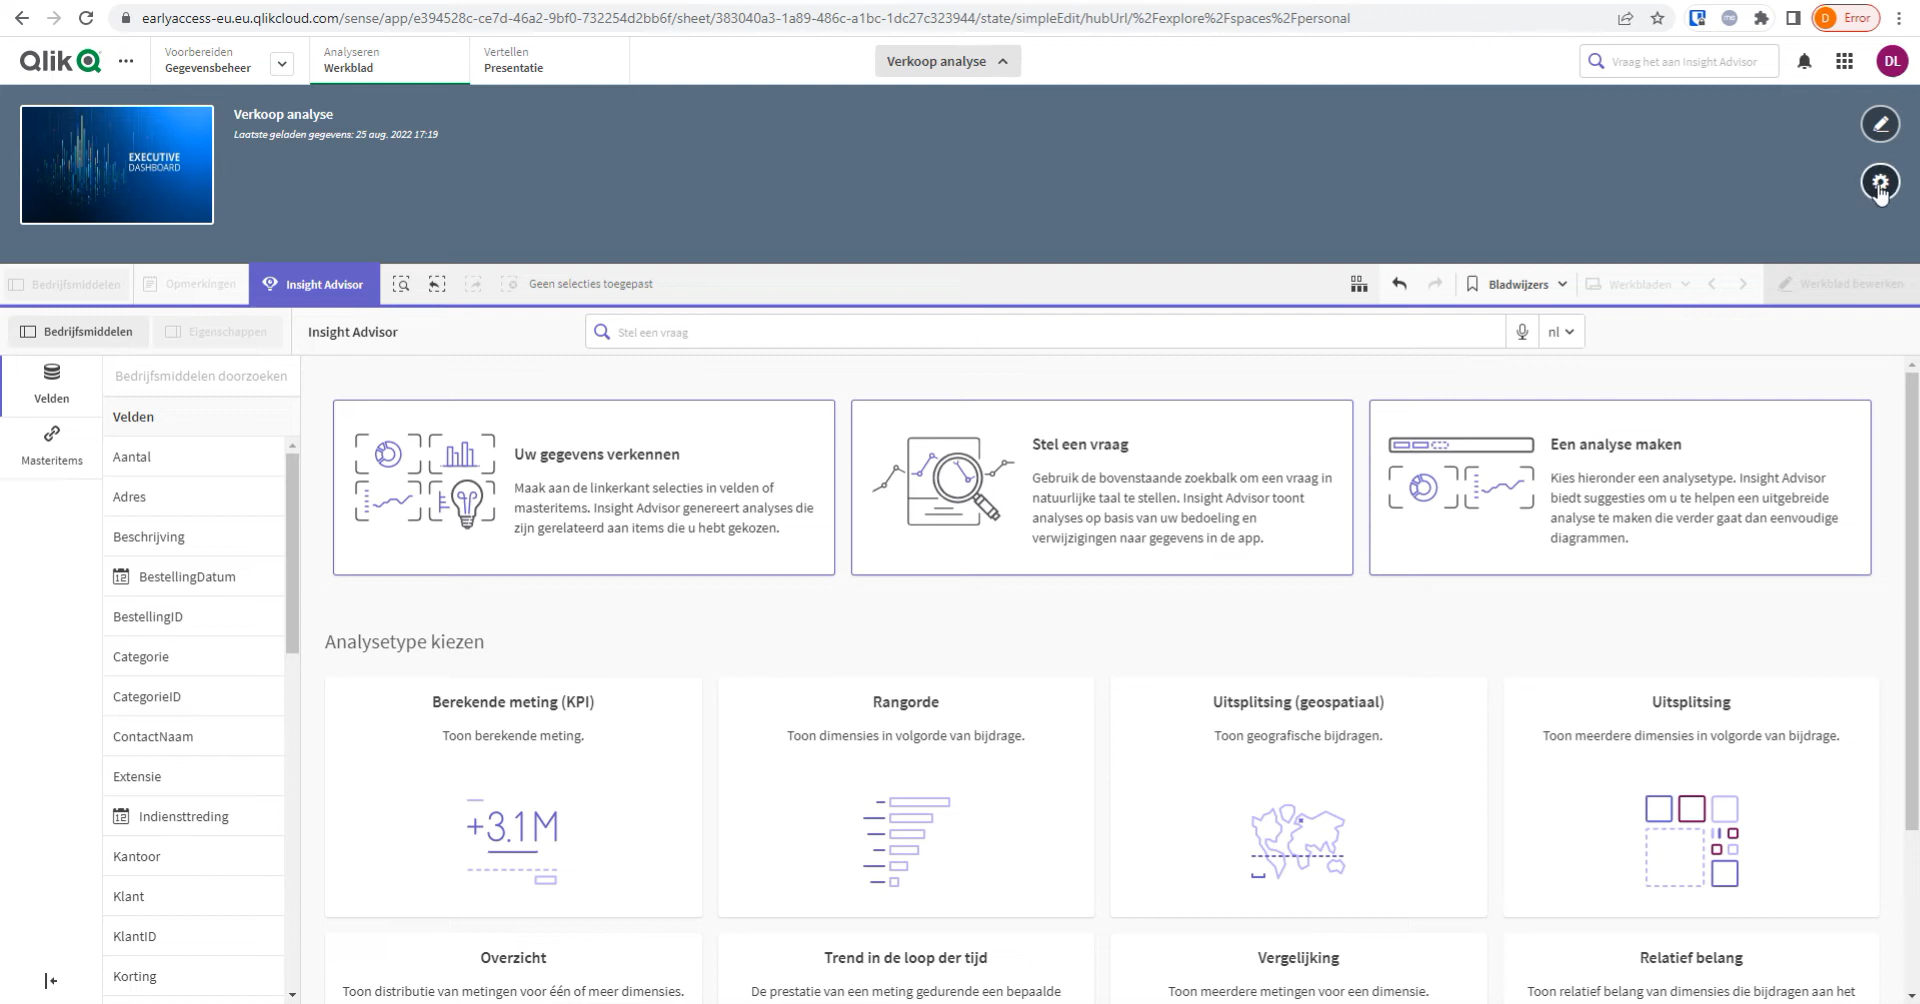 earlyaccess-eu.eu.qlikcloud.com/sense/app/e394528c-ce7d-46a2-9bf0-732254d2bb6f/sheet/383040a3-1a89-486c-a1bc-1dc27c323944/state/simpleEdit/hubUrl/%2Fexplore%2Fspaces%2Fpersonal
D Error
Qlik
Voorbereiden
Gegevensbeheer
Analyseren
Werkblad
Vertellen
Presentatie
Verkoop analyse
Vraag het aan Insight Advisor
DL
EXECUTIVE
DASHBOARD
Verkoop analyse
Laatste geladen gegevens: 25 aug. 2022 17:19
Bedrijfsmiddelen
Opmerkingen
Insight Advisor
Geen selecties toegepast
Bladwijzers
Werkbladen
Werkblad bewerken
Bedrijfsmiddelen
Eigenschappen
Insight Advisor
Stel een vraag
nl
Velden
Masteritems
Bedrijfsmiddelen doorzoeken
Velden
Aantal
Adres
Beschrijving
12 BestellingDatum
BestellingID
Categorie
CategorieID
ContactNaam
Extensie
12 Indiensttreding
Kantoor
Klant
KlantID
Korting
Uw gegevens verkennen
Maak aan de linkerkant selecties in velden of
masteritems. Insight Advisor genereert analyses die
zijn gerelateerd aan items die u hebt gekozen.
Stel een vraag
Gebruik de bovenstaande zoekbalk om een vraag in
natuurlijke taal te stellen. Insight Advisor toont
analyses op basis van uw bedoeling en
verwijzigingen naar gegevens in de app.
Een analyse maken
Kies hieronder een analysetype. Insight Advisor
biedt suggesties om u te helpen een uitgebreide
analyse te maken die verder gaat dan eenvoudige
diagrammen.
Analysetype kiezen
Berekende meting (KPI)
Toon berekende meting.
+3.1M
Rangorde
Toon dimensies in volgorde van bijdrage.
Uitsplitsing (geospatiaal)
Toon geografische bijdragen.
Uitsplitsing
Toon meerdere dimensies in volgorde van bijdrage.
Overzicht
Toon distributie van metingen voor één of meer dimensies.
Trend in de loop der tijd
De prestatie van een meting gedurende een bepaalde
Vergelijking
Toon meerdere metingen voor een dimensie.
Relatief belang
Toon relatief belang van dimensies die bijdragen aan het